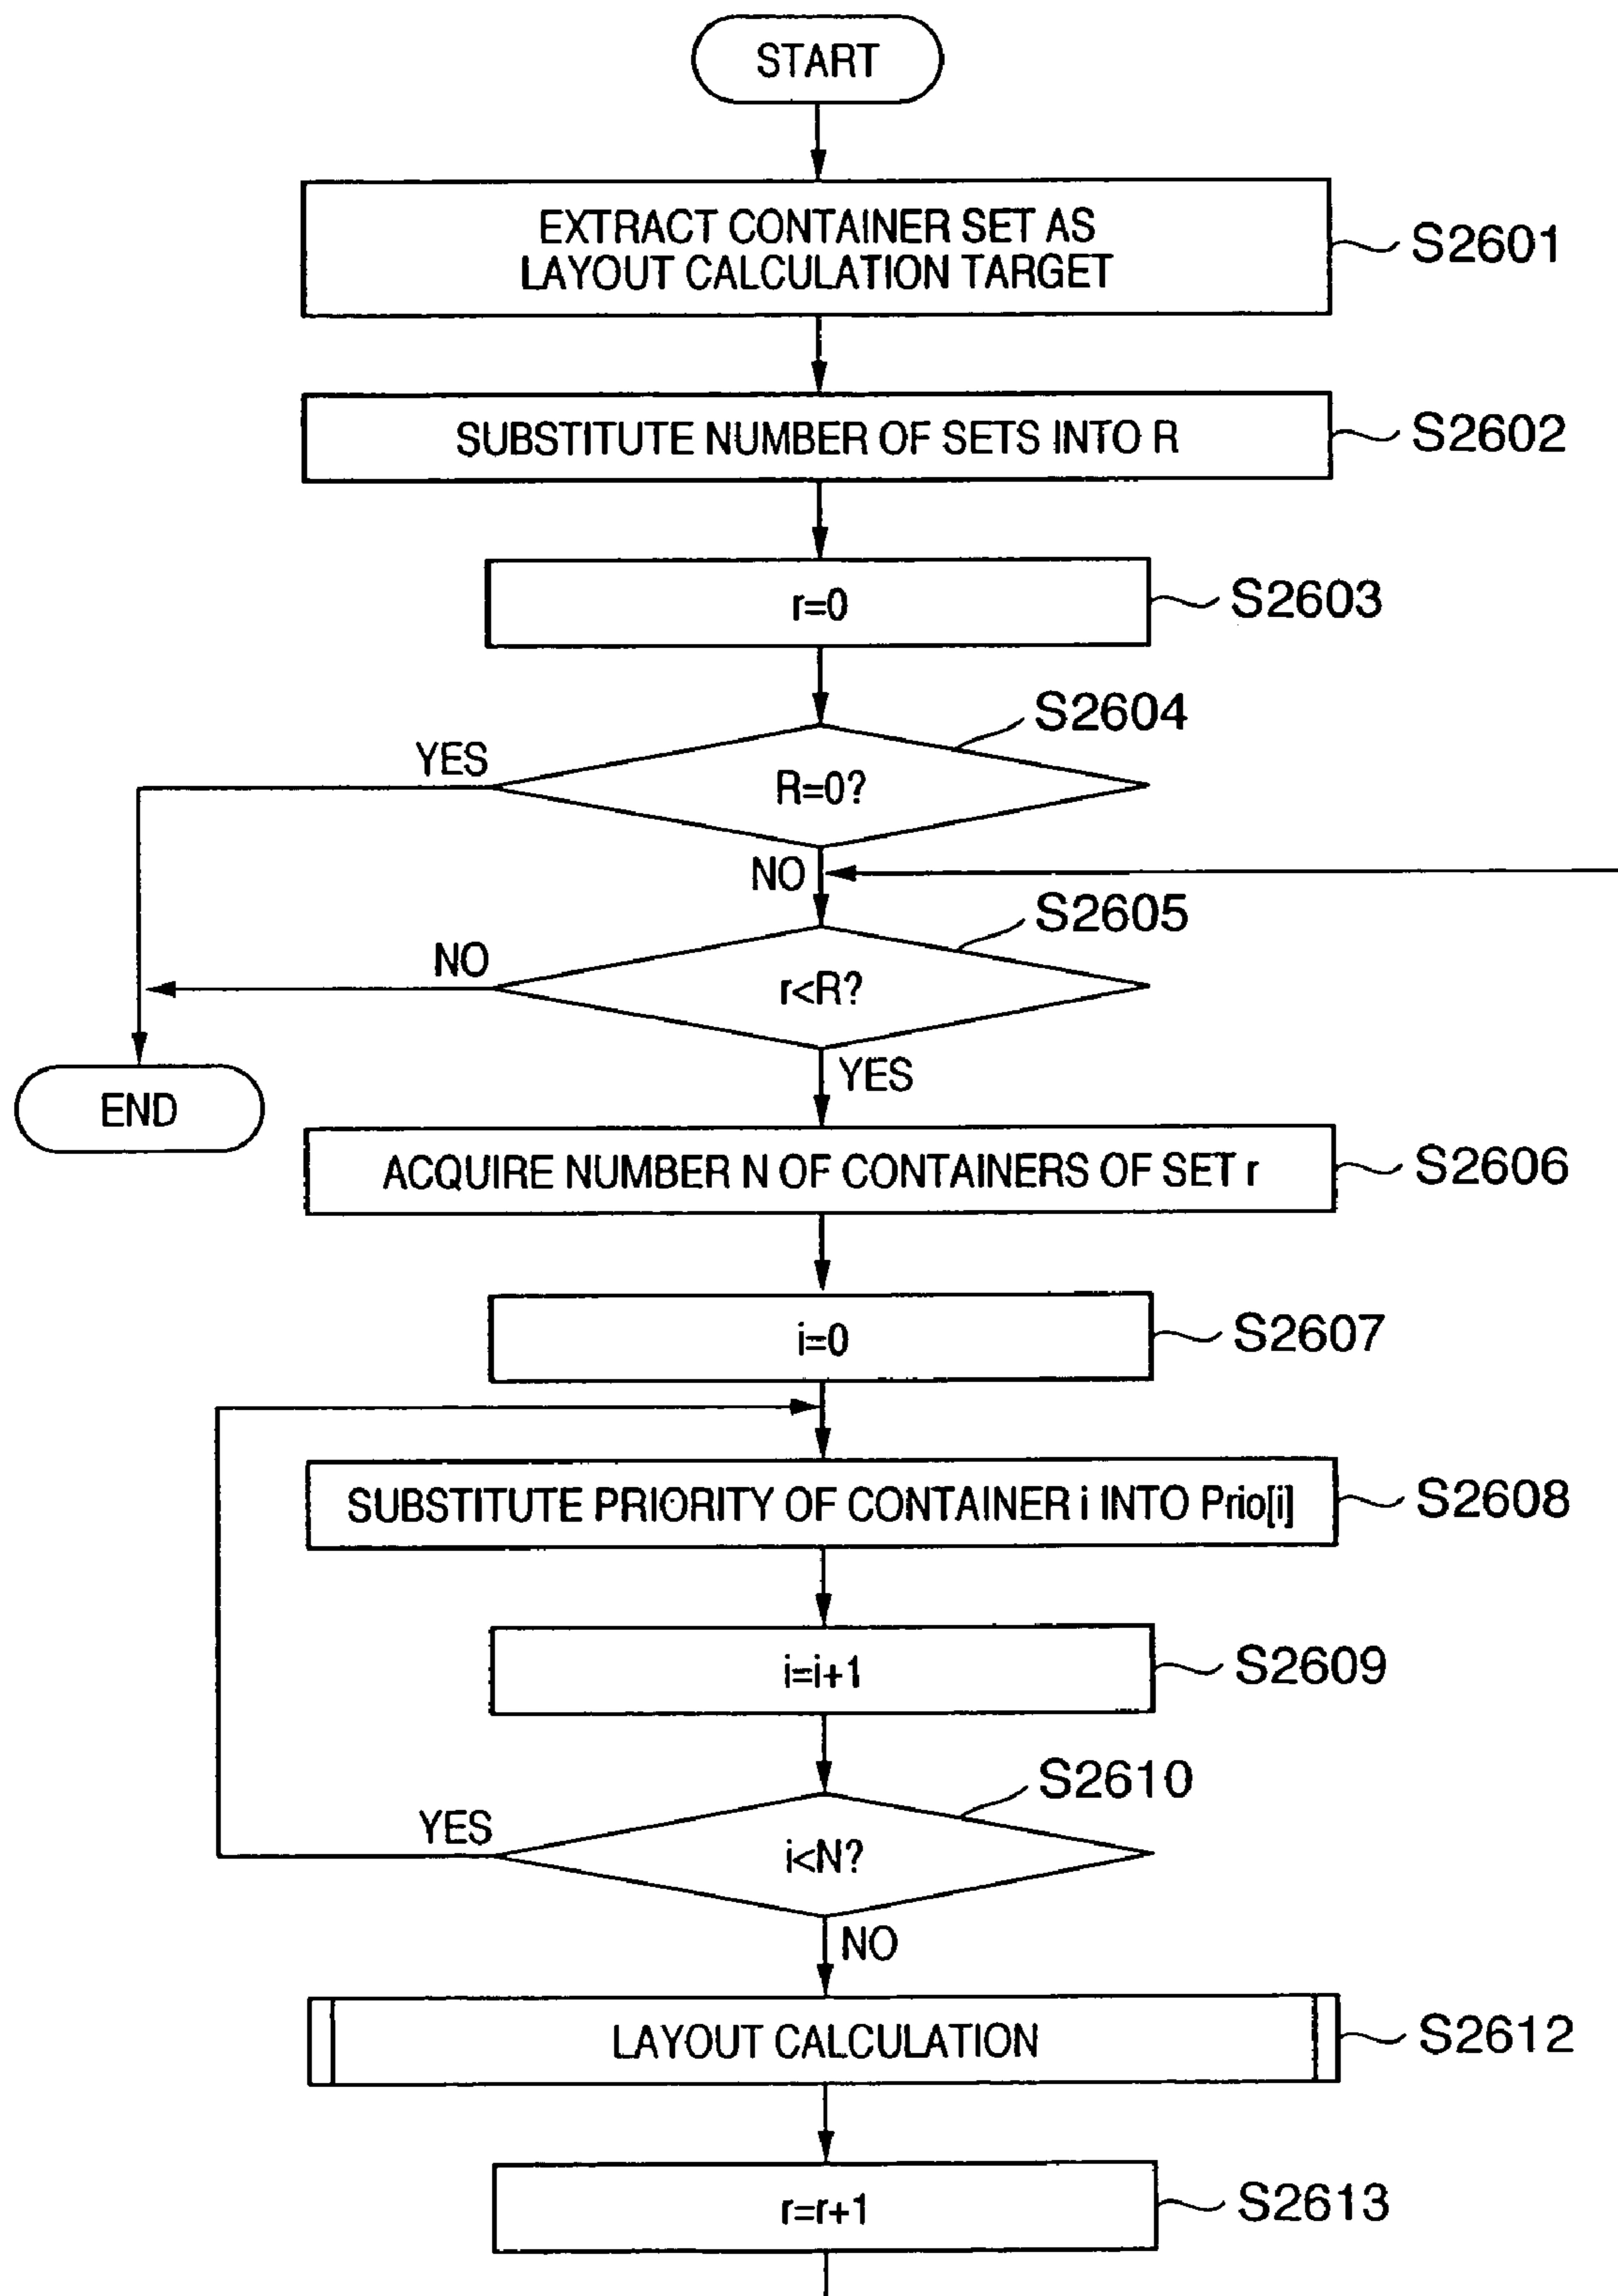 START
EXTRACT CONTAINER SET AS
LAYOUT CALCULATION TARGET
S2601
SUBSTITUTE NUMBER OF SETS INTO R
S2602
r=0
S2603
S2604
YES
R=0?
NO
S2605
NO
r<R?
YES
END
ACQUIRE NUMBER N OF CONTAINERS OF SET r
S2606
i=0
S2607
SUBSTITUTE PRIORITY OF CONTAINER i INTO Prio[i]
S2608
i=i+1
S2609
S2610
YES
i<N?
NO
LAYOUT CALCULATION
S2612
r=r+1
S2613